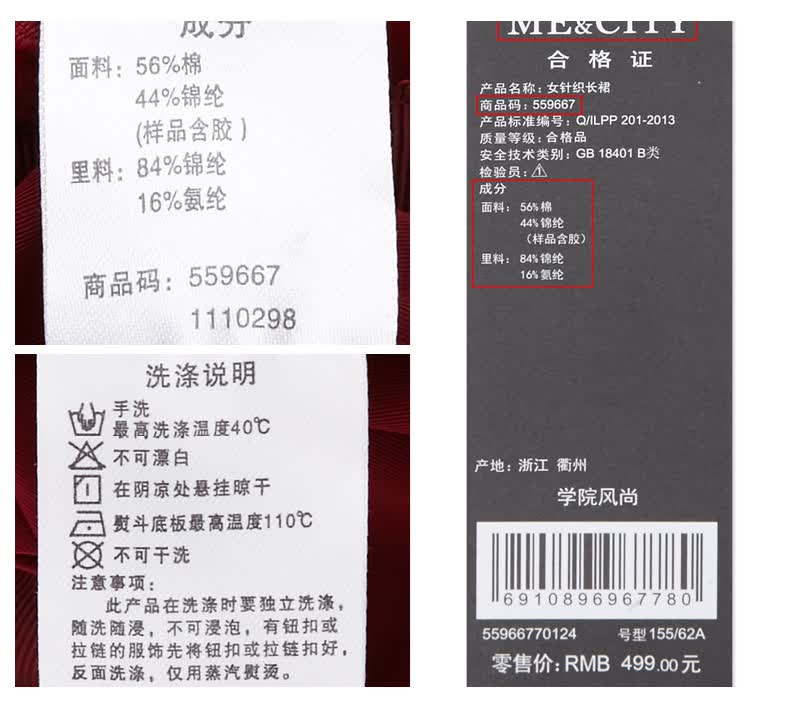 成分
面料：56%棉
44%锦纶
(样品含胶)
里料：84%锦纶
16%氨纶
商品码：559667
1110298
洗涤说明
手洗
最高洗涤温度40℃
不可漂白
在阴凉处悬挂晾干
熨斗底板最高温度110℃
不可干洗
注意事项：
此产品在洗涤时要独立洗涤，
随洗随浸，不可浸泡，有钮扣或
拉链的服饰先将钮扣或拉链扣好，
反面洗涤，仅用蒸汽熨烫。
ME&CITY
合格证
产品名称：女针织长裙
商品码：559667
产品标准编号：Q/ILPP 201-2013
质量等级：合格品
安全技术类别：GB 18401 B类
检验员：1
成分
面料：56%棉
44%锦纶
（样品含胶）
里料：84%锦纶
16%氨纶
产地：浙江 衢州
学院风尚
6910896967780
55966770124 号型155/62A
零售价：RMB 499.00元